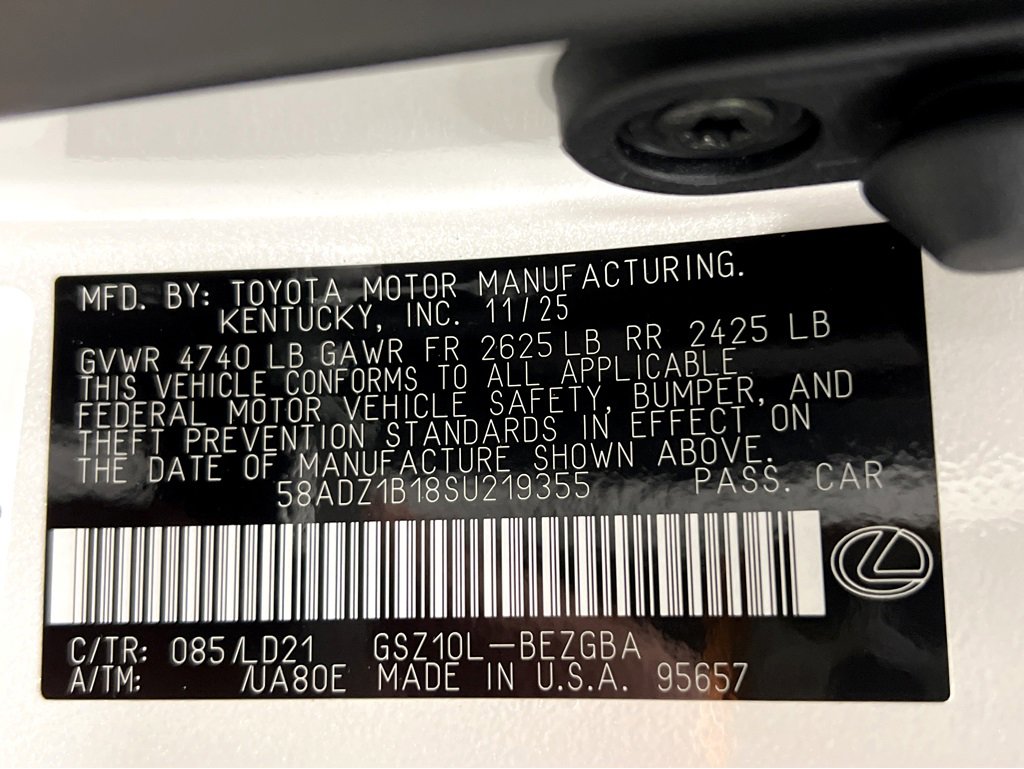 MFD. BY: TOYOTA MOTOR MANUFACTURING.
KENTUCKY, INC. 11/25
GVWR 4740 LB GAWR FR 2625 LB RR 2425 LB
THIS VEHICLE CONFORMS TO ALL APPLICABLE
FEDERAL MOTOR VEHICLE SAFETY, BUMPER, AND
THEFT PREVENTION STANDARDS IN EFFECT ON
THE DATE OF MANUFACTURE SHOWN ABOVE.
58ADZ1B18SU219355 PASS. CAR
C/TR: 085/LD21 GSZ10L-BEZGBA
A/TM: /UA80E MADE IN U.S.A. 95657